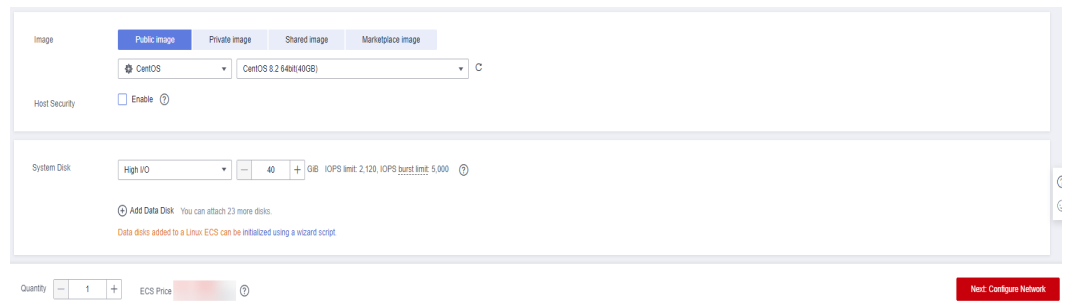 Image Public image Private image Shared image Marketplace image
CentOS CentOS 8.2 64bit(40GB)
Host Security Enable ?
System Disk High I/O − 40 + GiB IOPS limit: 2,120, IOPS burst limit: 5,000 ?
+ Add Data Disk You can attach 23 more disks.
Data disks added to a Linux ECS can be initialized using a wizard script
Quantity − 1 + ECS Price ? Next: Configure Network